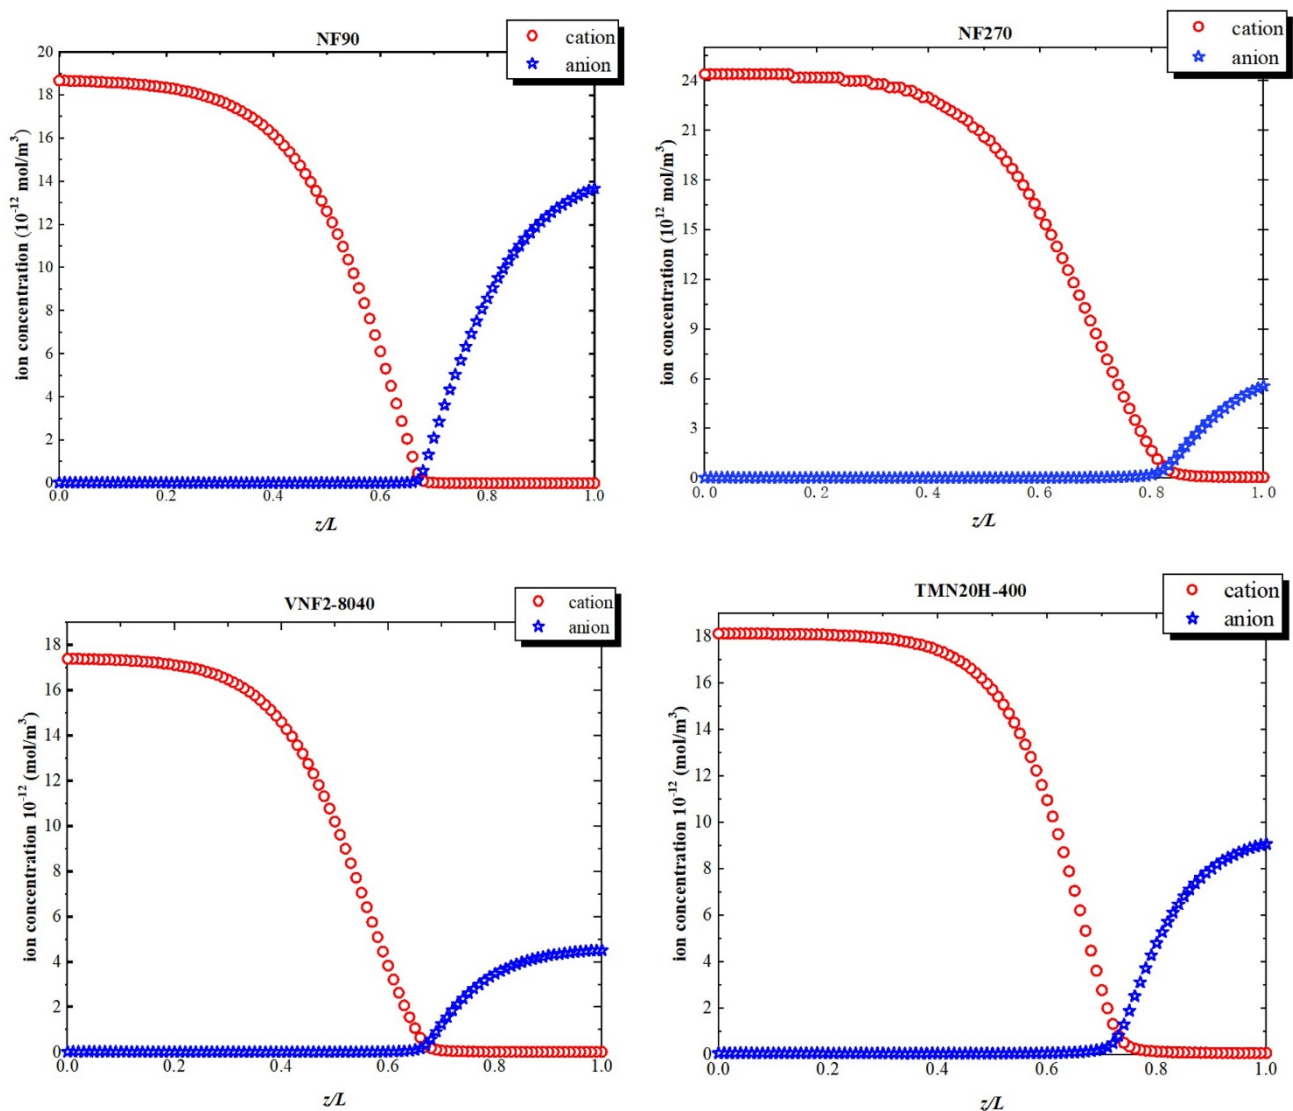 NF90
cation
anion
20
18
16
14
12
10
8
6
4
2
0
ion concentration (10⁻¹² mol/m³)
0.0 0.2 0.4 0.6 0.8 1.0
z/L
NF270
cation
anion
24
21
18
15
12
9
6
3
0
ion concentration (10¹² mol/m³)
0.0 0.2 0.4 0.6 0.8 1.0
z/L
VNF2-8040
cation
anion
18
16
14
12
10
8
6
4
2
0
ion concentration 10⁻¹² (mol/m³)
0.0 0.2 0.4 0.6 0.8 1.0
z/L
TMN20H-400
cation
anion
18
16
14
12
10
8
6
4
2
0
ion concentration 10⁻¹² (mol/m³)
0.0 0.2 0.4 0.6 0.8 1.0
z/L